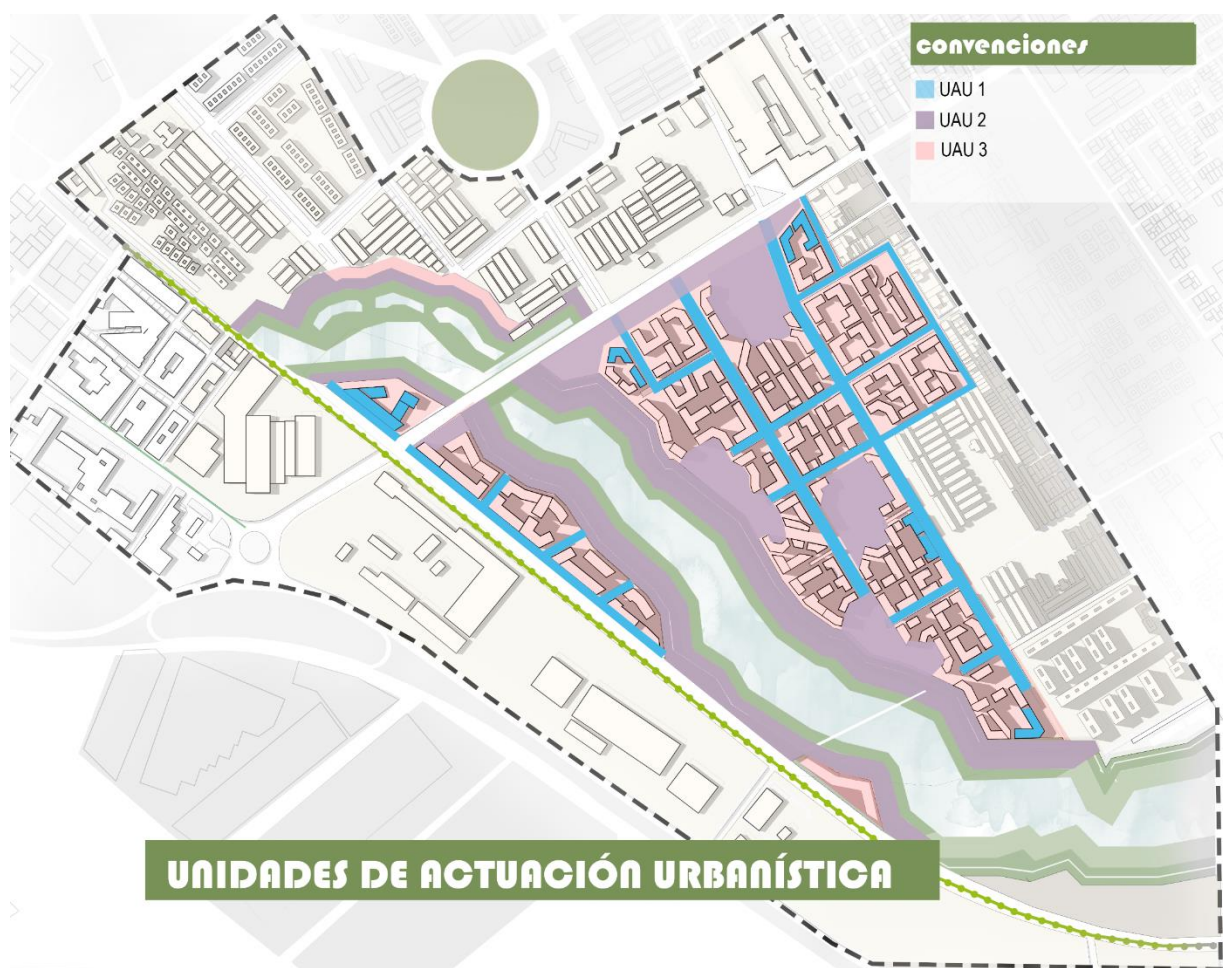 convenciones
UAU 1
UAU 2
UAU 3
UNIDADES DE ACTUACIÓN URBANÍSTICA